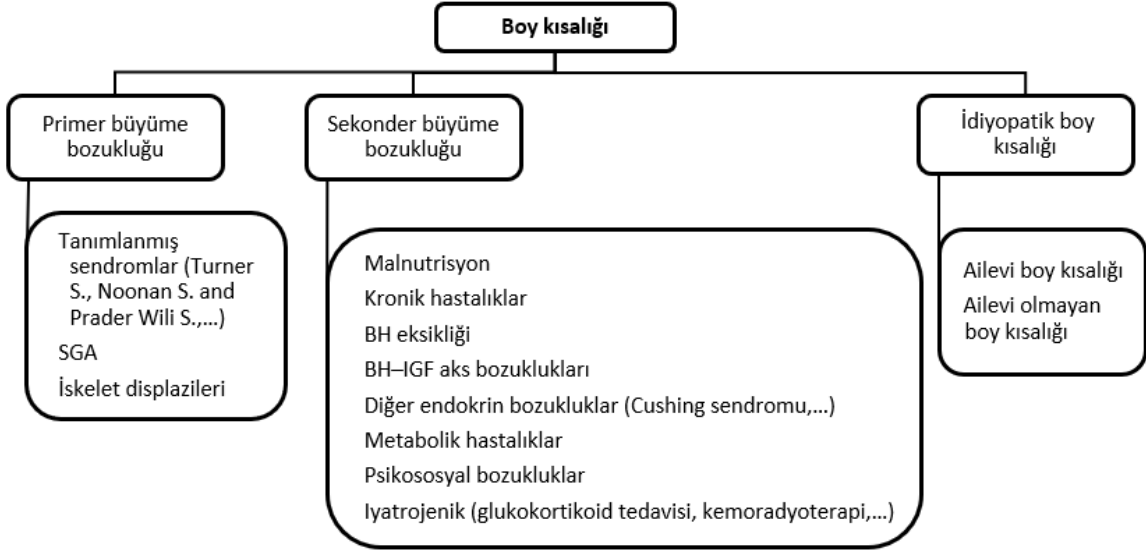 Boy kısalığı
Primer büyüme
bozukluğu
Sekonder büyüme
bozukluğu
İdiyopatik boy
kısalığı
Tanımlanmış
sendromlar (Turner
S., Noonan S. and
Prader Wili S.,...)
SGA
İskelet displazileri
Malnutrisyon
Kronik hastalıklar
BH eksikliği
BH–IGF aks bozuklukları
Diğer endokrin bozukluklar (Cushing sendromu,...)
Metabolik hastalıklar
Psikososyal bozukluklar
Iyatrojenik (glukokortikoid tedavisi, kemoradyoterapi,...)
Ailevi boy kısalığı
Ailevi olmayan
boy kısalığı